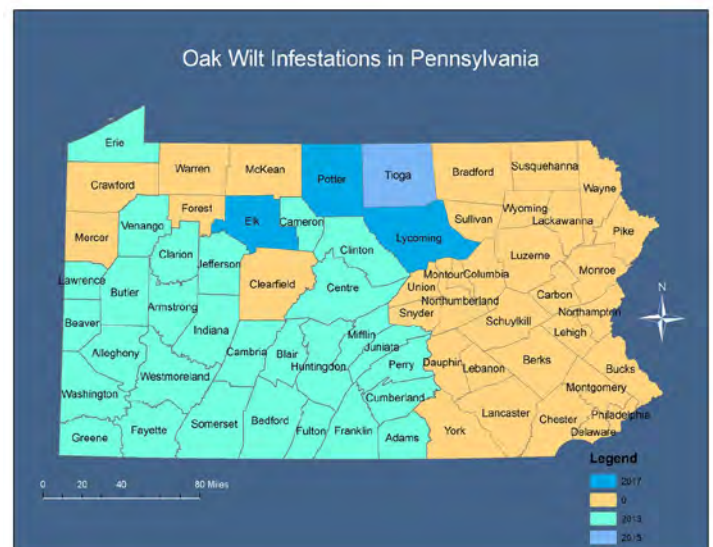 Oak Wilt Infestations in Pennsylvania
Erie
Crawford
Warren
McKean
Potter
Tioga
Bradford
Susquehanna
Wayne
Mercer
Venango
Forest
Elk
Cameron
Lycoming
Sullivan
Wyoming
Lackawanna
Pike
Clarion
Jefferson
Clinton
Luzerne
Monroe
Lawrence
Butler
Clearfield
Centre
Union
Montour
Columbia
Carbon
Northampton
N
Beaver
Armstrong
Indiana
Snyder
Northumberland
Schuylkill
Lehigh
Allegheny
Westmoreland
Cambria
Blair
Huntingdon
Mifflin
Juniata
Perry
Dauphin
Lebanon
Berks
Bucks
Montgomery
Washington
Cumberland
Lancaster
Chester
Philadelphia
Delaware
Greene
Fayette
Somerset
Bedford
Fulton
Franklin
Adams
York
Legend
2017
0
2013
2015
0 20 40 80 Miles